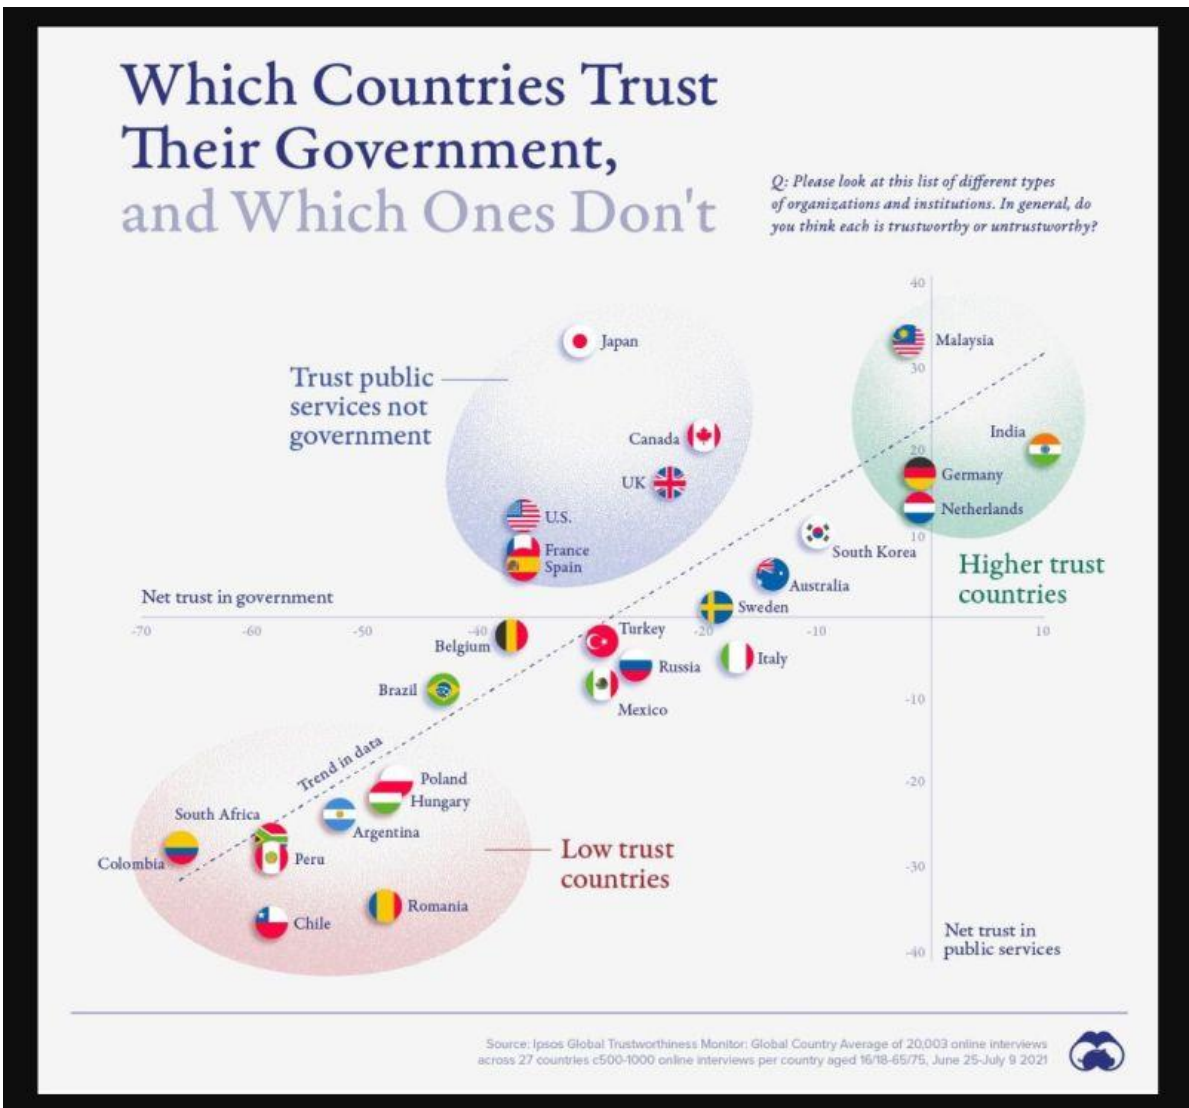 Which Countries Trust
Their Government,
and Which Ones Don't
Q: Please look at this list of different types
of organizations and institutions. In general, do
you think each is trustworthy or untrustworthy?
40
Japan
Malaysia
30
Trust public
services not
government
Canada
India
20
UK
Germany
Netherlands
U.S.
10
France
South Korea
Spain
Higher trust
countries
Australia
Net trust in government
Sweden
-70
-60
-50
-40
-20
-10
10
Turkey
Belgium
Italy
Russia
Brazil
Mexico
-10
Trend in data
Poland
-20
Hungary
South Africa
Argentina
Colombia
Peru
Low trust
countries
-30
Romania
Chile
Net trust in
public services
-40
Source: Ipsos Global Trustworthiness Monitor: Global Country Average of 20,003 online interviews
across 27 countries c500-1000 online interviews per country aged 16/18-65/75, June 25-July 9 2021